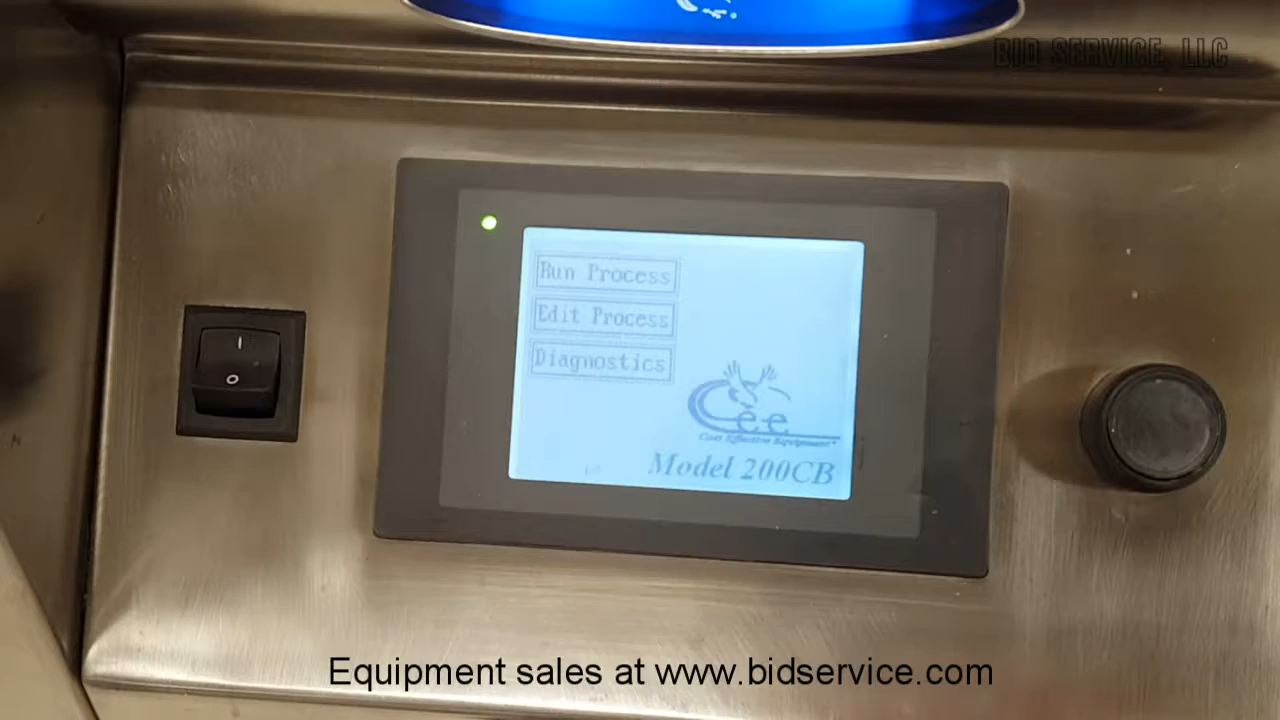 BID SERVICE, LLC
Run Process
Edit Process
Diagnostics
Cee
Cost Effective Equipment
Model 200CB
Equipment sales at www.bidservice.com